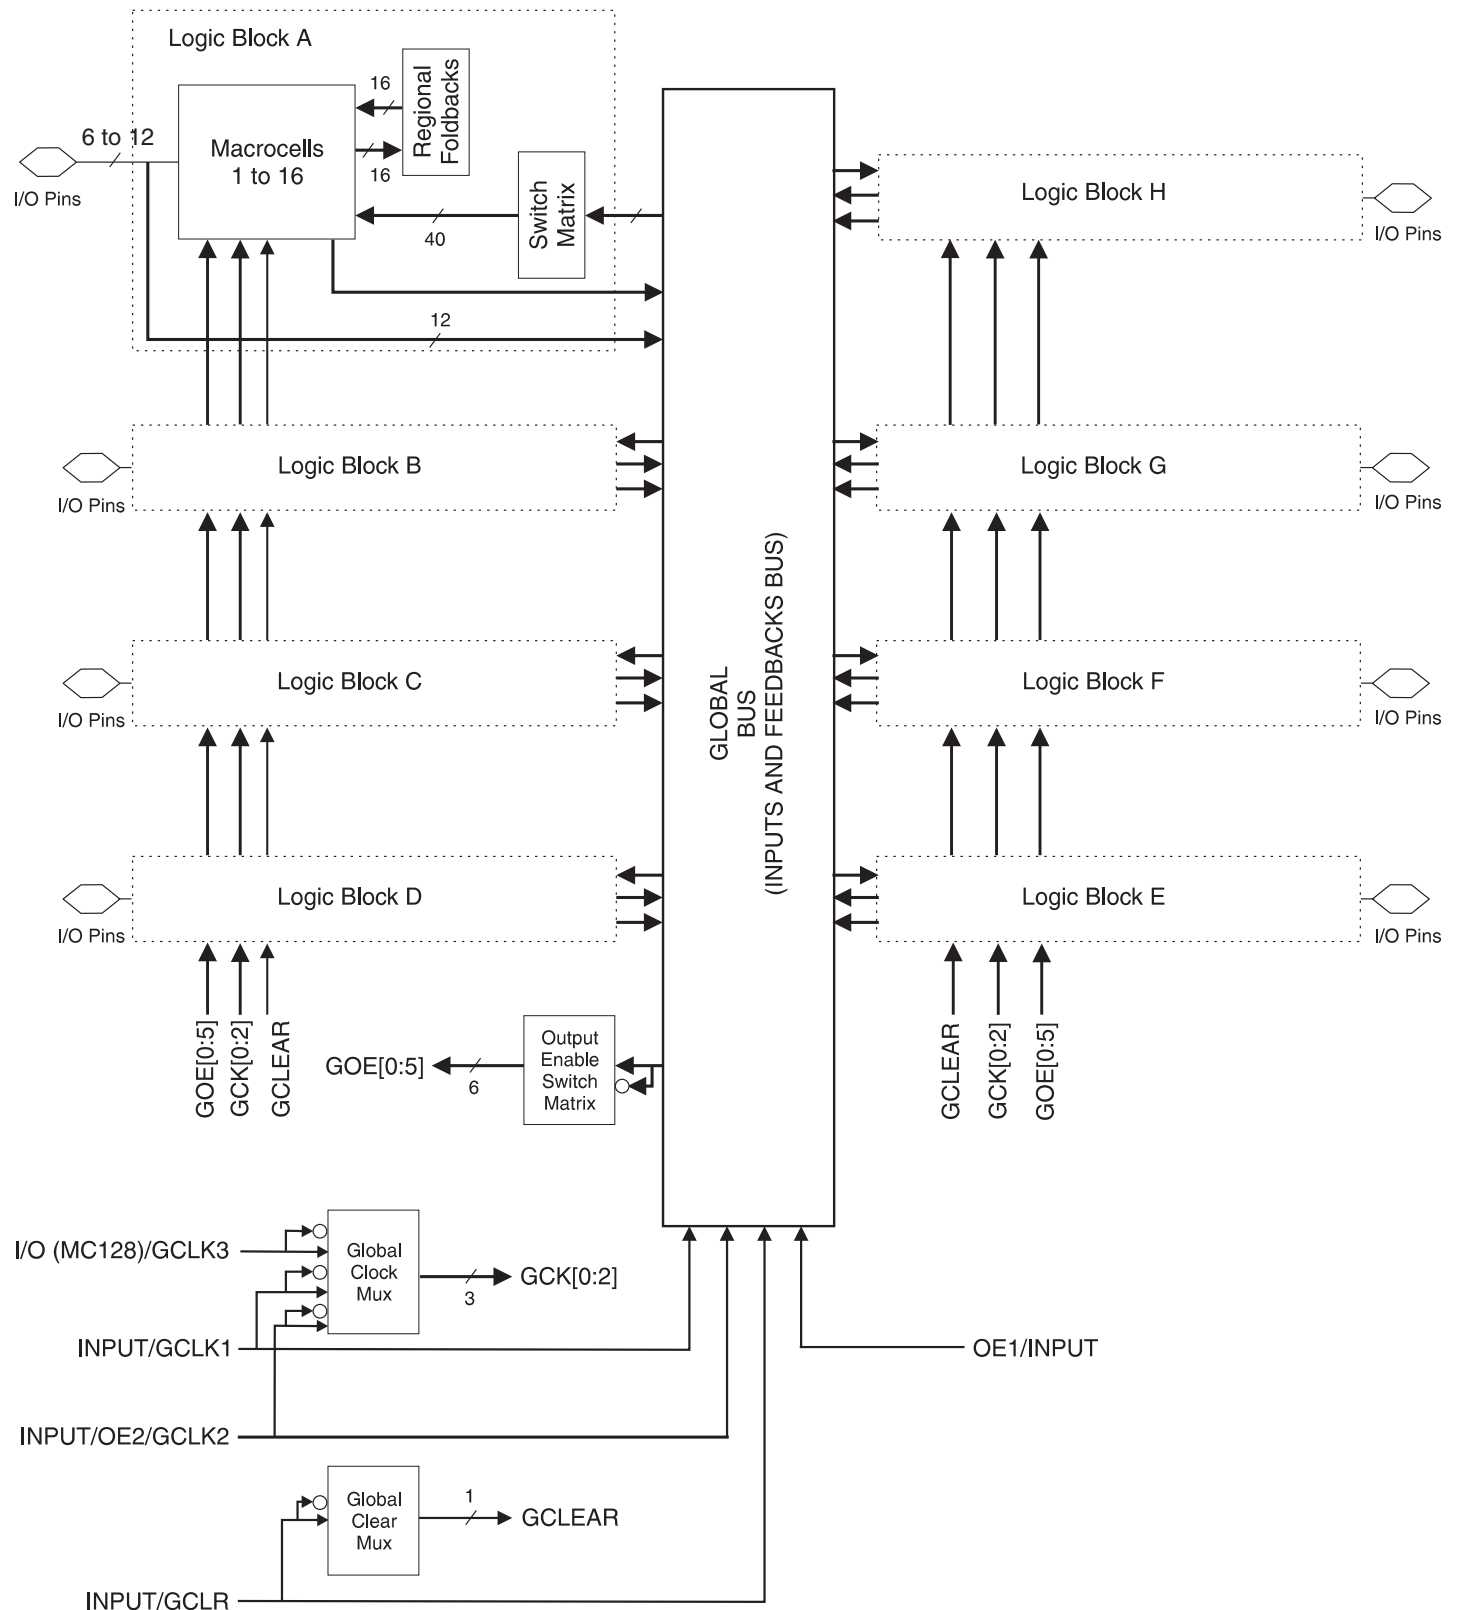 Logic Block A
16
Regional
Foldbacks
6 to 12
Macrocells
1 to 16
16
I/O Pins
Switch
Matrix
40
12
Logic Block H
I/O Pins
Logic Block B
I/O Pins
Logic Block G
I/O Pins
GLOBAL
BUS
(INPUTS AND FEEDBACKS BUS)
Logic Block C
I/O Pins
Logic Block F
I/O Pins
Logic Block D
I/O Pins
Logic Block E
I/O Pins
GOE[0:5]
GCK[0:2]
GCLEAR
GOE[0:5]
6
Output
Enable
Switch
Matrix
GCLEAR
GCK[0:2]
GOE[0:5]
I/O (MC128)/GCLK3
Global
Clock
Mux
3
GCK[0:2]
INPUT/GCLK1
OE1/INPUT
INPUT/OE2/GCLK2
Global
Clear
Mux
1
GCLEAR
INPUT/GCLR